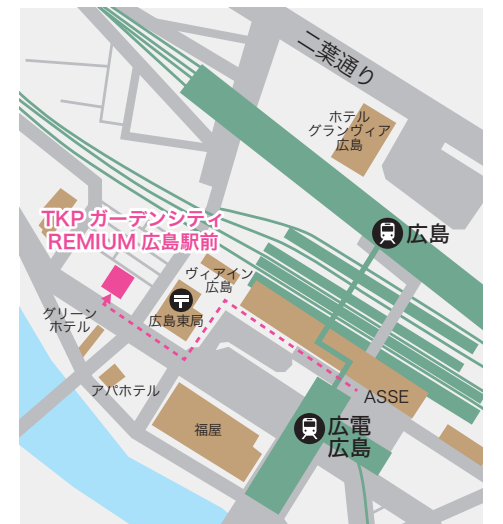 二葉通り
ホテル
グランヴィア
広島
広島
TKP ガーデンシティ
REMIUM 広島駅前
ヴィアイン
広島
〒
広島東局
グリーン
ホテル
アパホテル
ASSE
福屋
広電
広島